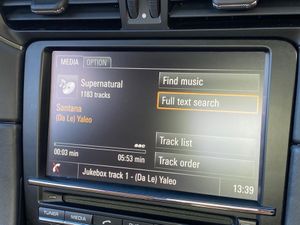 MEDIA OPTION
Supernatural
1183 tracks
Santana
(Da Le) Yaleo
Find music
Full text search
Track list
Track order
00:03 min
05:53 min
Jukebox track 1 - (Da Le) Yaleo
13:39
TUNER
MEDIA